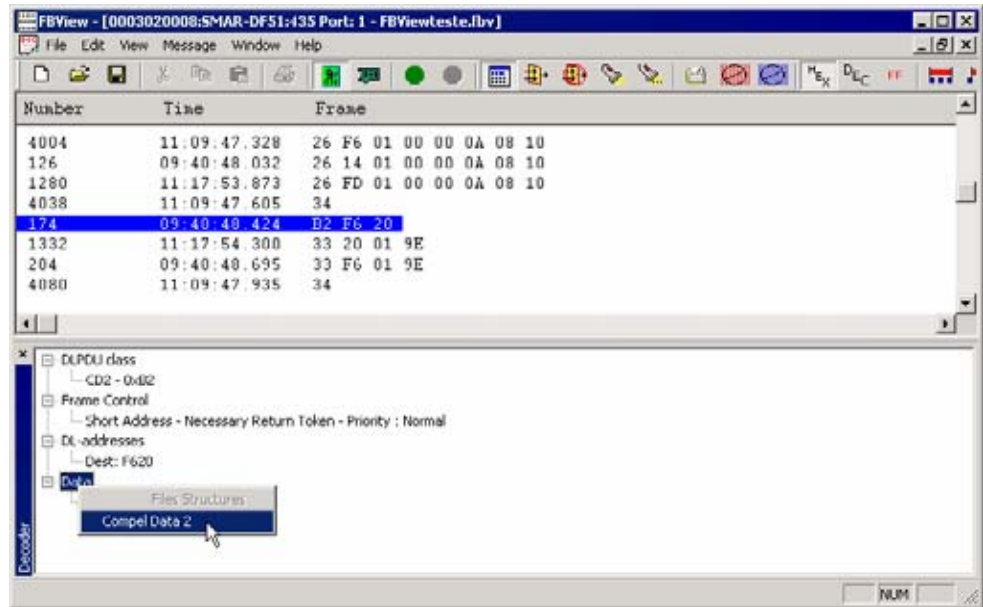 FBView - [0003020008:SMAR-DF51:435 Port: 1 - FBViewteste.fbv]
File Edit View Message Window Help
HEX DEC FF
Number Time Frame
4004 11:09:47.328 26 F6 01 00 00 0A 08 10
126 09:40:48.032 26 14 01 00 00 0A 08 10
1280 11:17:53.873 26 FD 01 00 00 0A 08 10
4038 11:09:47.605 34
174 09:40:48.424 B2 F6 20
1332 11:17:54.300 33 20 01 9E
204 09:40:48.695 33 F6 01 9E
4080 11:09:47.935 34
DLPDU class
CD2 - 0xB2
Frame Control
Short Address - Necessary Return Token - Priority : Normal
DL-addresses
Dest: F620
Data
Files Structures
Compel Data 2
Decoder
NUM